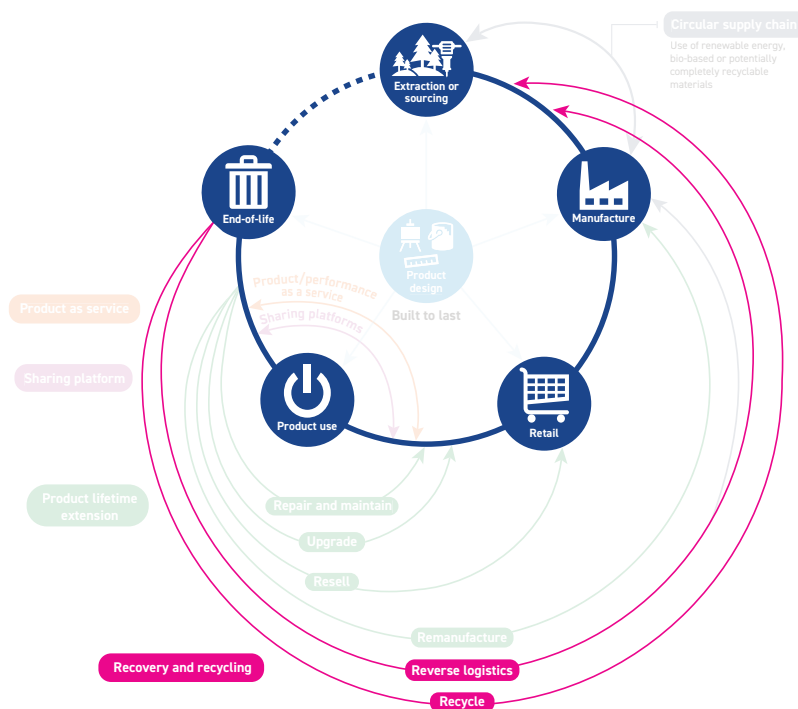 Circular supply chain
Use of renewable energy,
bio-based or potentially
completely recyclable
materials
Extraction or
sourcing
End-of-life
Manufacture
Product
design
Built to last
Product/performance
as a service
Sharing platforms
Product as service
Sharing platform
Product use
Retail
Product lifetime
extension
Repair and maintain
Upgrade
Resell
Remanufacture
Recovery and recycling
Reverse logistics
Recycle